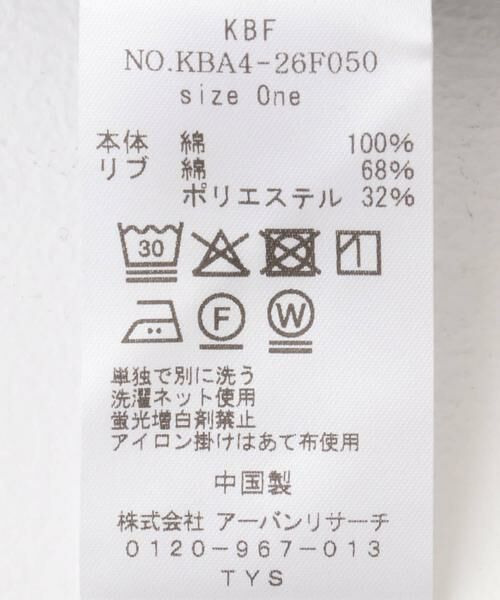 KBF
NO.KBA4-26F050
size One
本体 綿 100%
リブ 綿 68%
ポリエステル 32%
30
F W
単独で別に洗う
洗濯ネット使用
蛍光増白剤禁止
アイロン掛けはあて布使用
中国製
株式会社 アーバンリサーチ
0120-967-013
TYS